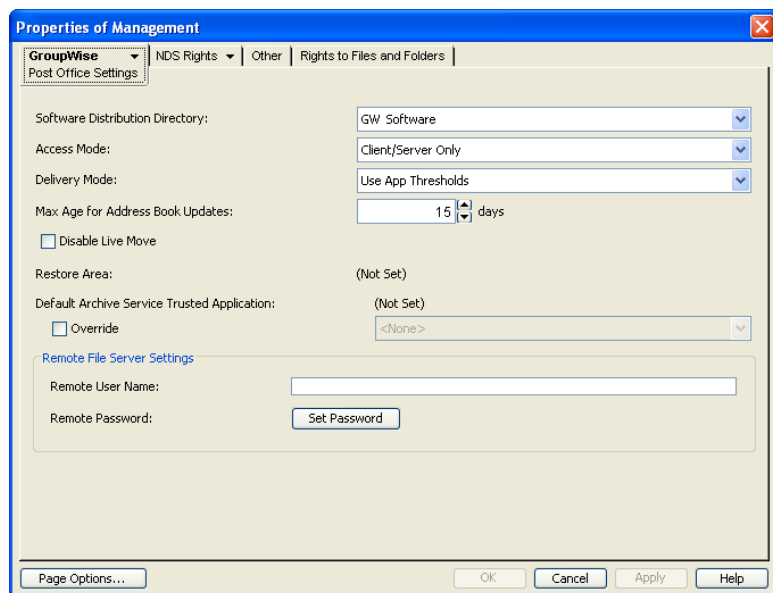 Properties of Management
GroupWise NDS Rights Other Rights to Files and Folders
Post Office Settings
Software Distribution Directory: GW Software
Access Mode: Client/Server Only
Delivery Mode: Use App Thresholds
Max Age for Address Book Updates: 15 days
Disable Live Move
Restore Area: (Not Set)
Default Archive Service Trusted Application: (Not Set)
Override <None>
Remote File Server Settings
Remote User Name:
Remote Password: Set Password
Page Options... OK Cancel Apply Help